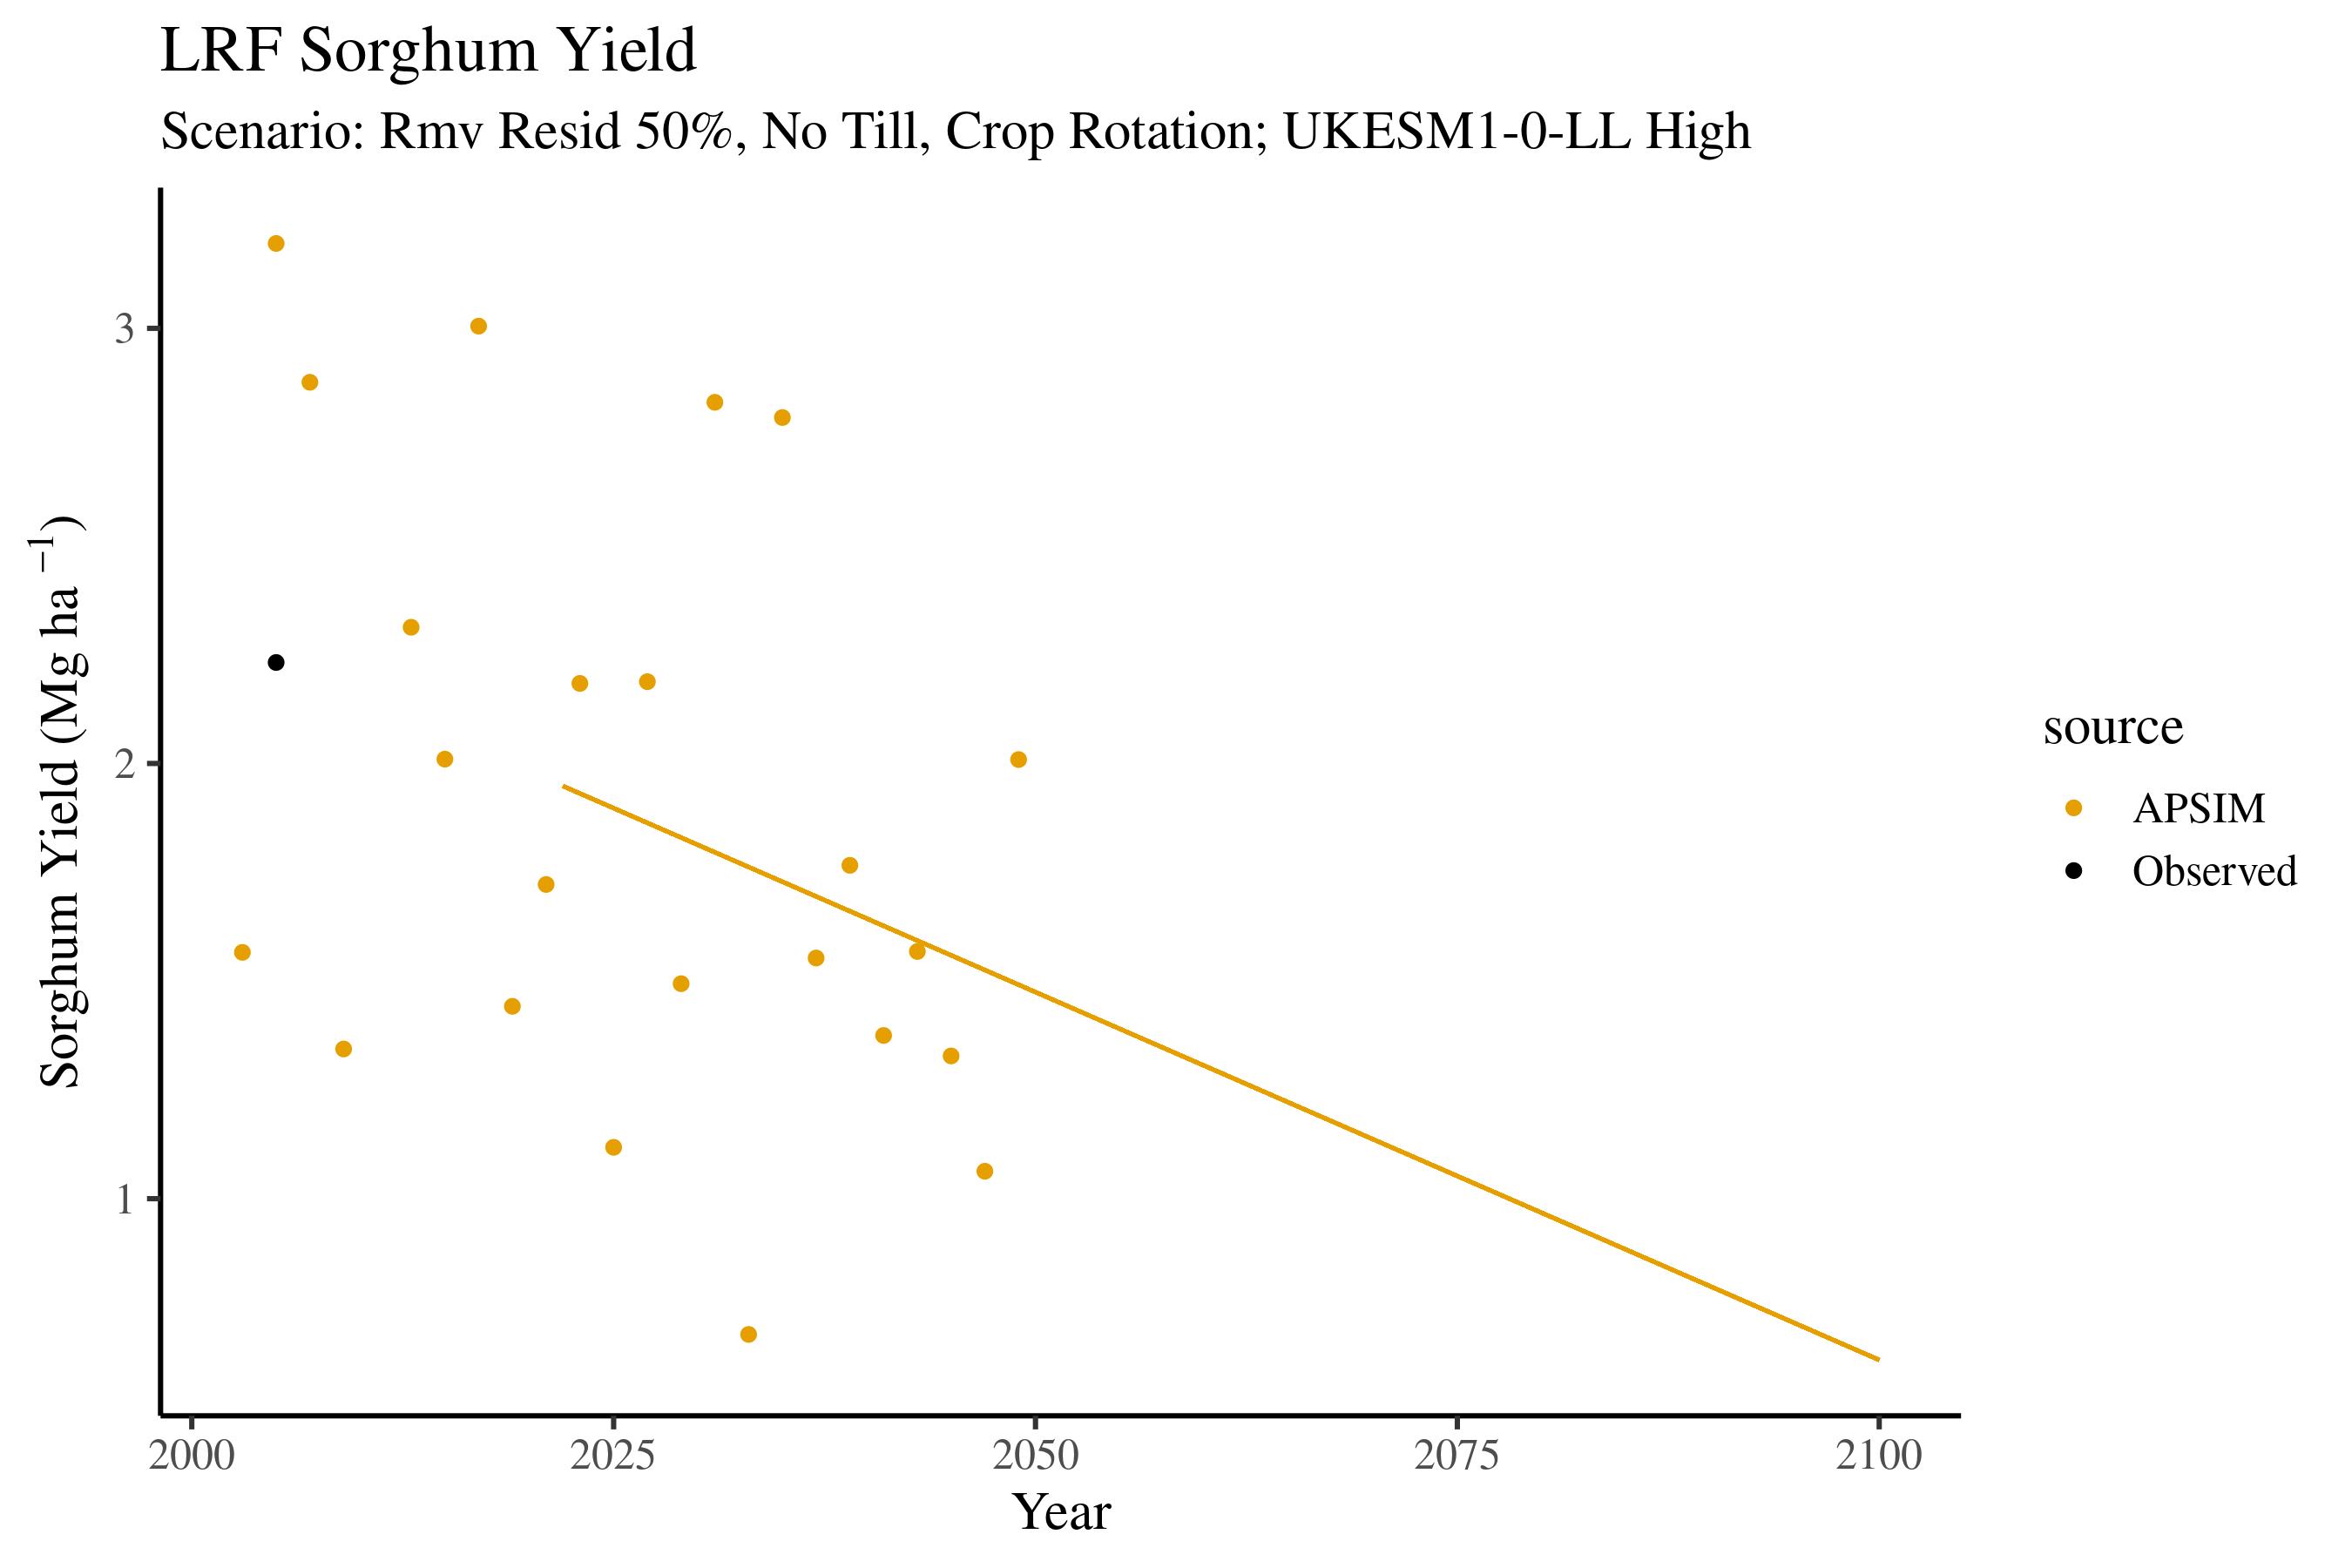 LRF Sorghum Yield
Scenario: Rmv Resid 50%, No Till, Crop Rotation; UKESM1-0-LL High
Sorghum Yield (Mg ha⁻¹)
3
2
1
2000 2025 2050 2075 2100
Year
source
APSIM
Observed